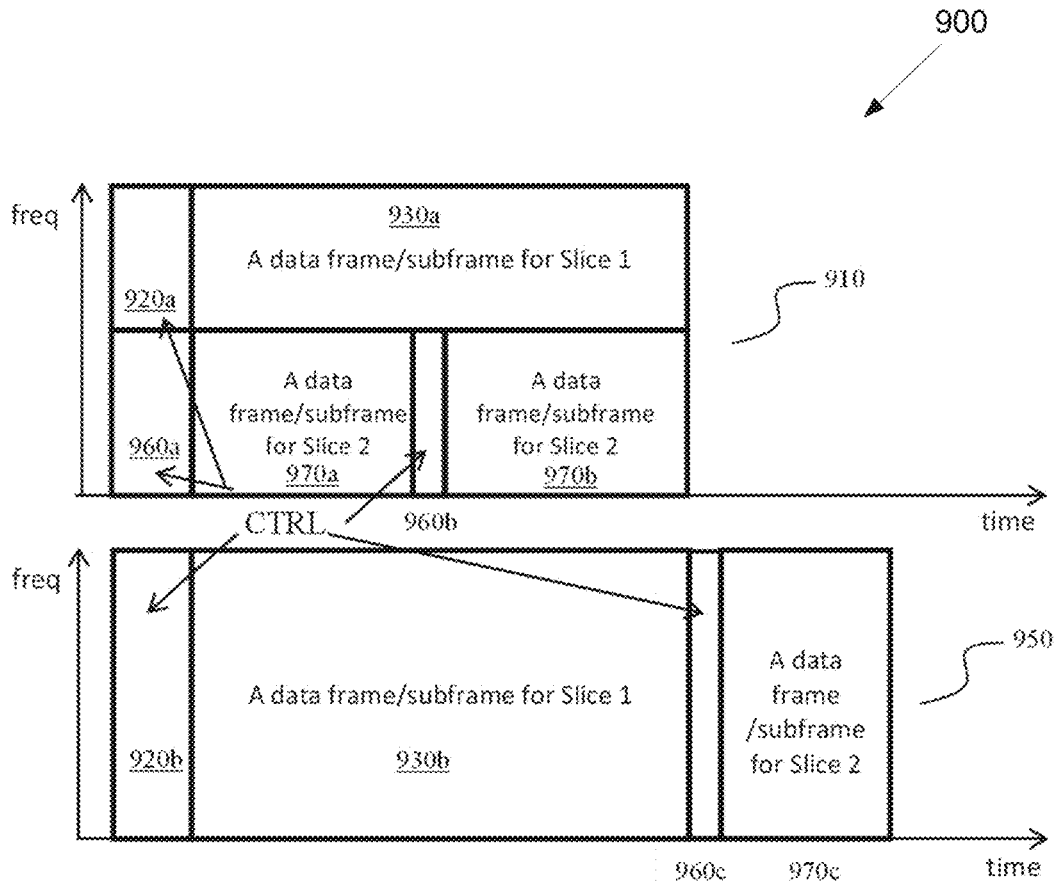 900
freq
930a
A data frame/subframe for Slice 1
910
920a
A data
frame/subframe
for Slice 2
970a
A data
frame/subframe
for Slice 2
970b
960a
CTRL
960b
time
freq
950
A data frame/subframe for Slice 1
930b
920b
A data
frame
/subframe
for Slice 2
960c
970c
time